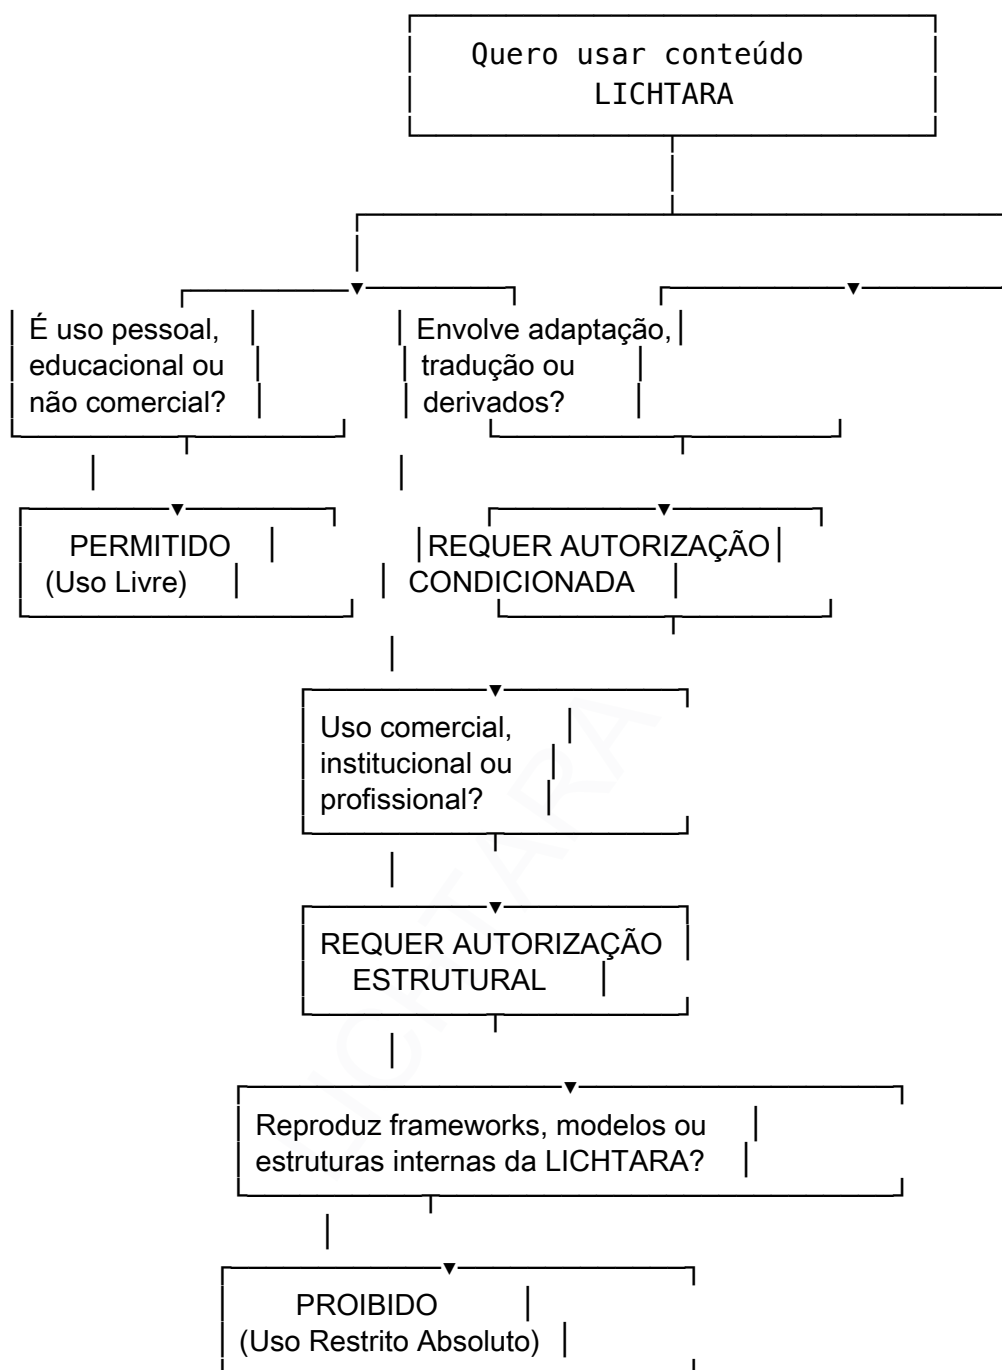 Quero usar conteúdo
LICHTARA
É uso pessoal,
educacional ou
não comercial?
Envolve adaptação,
tradução ou
derivados?
PERMITIDO
(Uso Livre)
REQUER AUTORIZAÇÃO
CONDICIONADA
Uso comercial,
institucional ou
profissional?
REQUER AUTORIZAÇÃO
ESTRUTURAL
Reproduz frameworks, modelos ou
estruturas internas da LICHTARA?
PROIBIDO
(Uso Restrito Absoluto)
LICHTARA